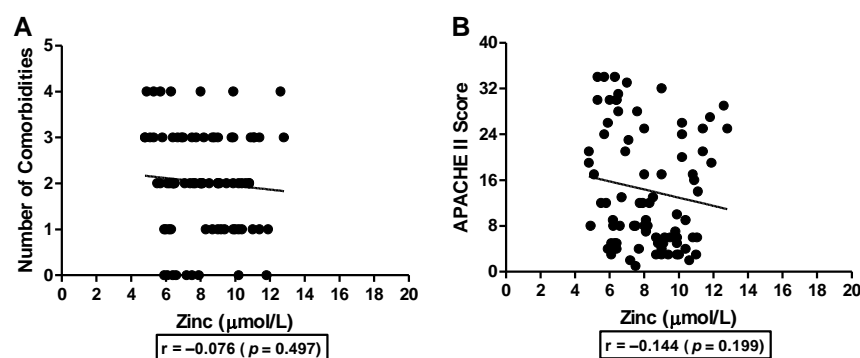 A
Number of Comorbidities
5
4
3
2
1
0
0 2 4 6 8 10 12 14 16 18 20
Zinc (μmol/L)
r = –0.076 ( p = 0.497)
B
APACHE II Score
40
32
24
16
8
0
0 2 4 6 8 10 12 14 16 18 20
Zinc (μmol/L)
r = –0.144 ( p = 0.199)